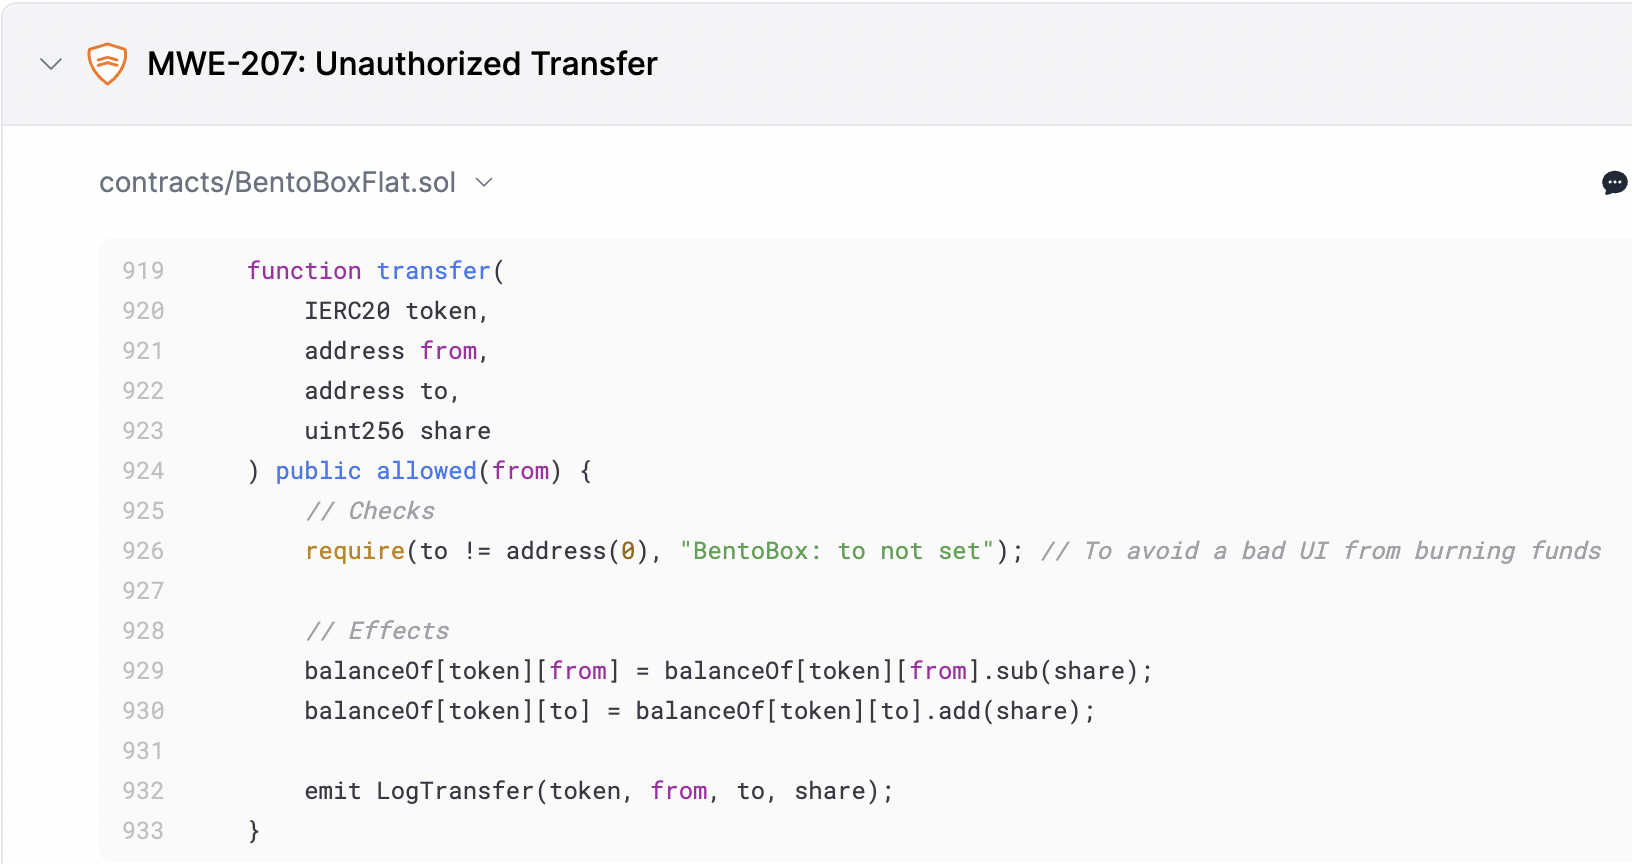 MWE-207: Unauthorized Transfer
contracts/BentoBoxFlat.sol
919 function transfer(
920 IERC20 token,
921 address from,
922 address to,
923 uint256 share
924 ) public allowed(from) {
925 // Checks
926 require(to != address(0), "BentoBox: to not set"); // To avoid a bad UI from burning funds
927
928 // Effects
929 balanceOf[token][from] = balanceOf[token][from].sub(share);
930 balanceOf[token][to] = balanceOf[token][to].add(share);
931
932 emit LogTransfer(token, from, to, share);
933 }